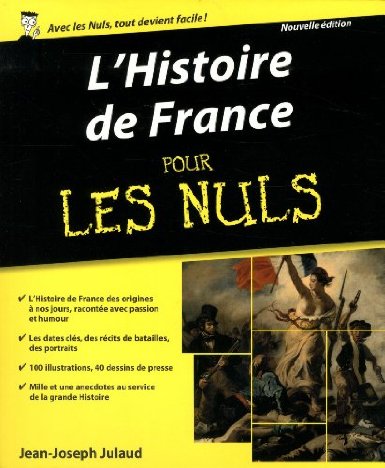 Avec les Nuls, tout devient facile !
Nouvelle édition
L'Histoire
de France
POUR
LES NULS
✓ L'Histoire de France des origines
à nos jours, racontée avec passion
et humour
✓ Les dates clés, des récits de batailles,
des portraits
✓ 100 illustrations, 40 dessins de presse
✓ Mille et une anecdotes au service
de la grande Histoire
Jean-Joseph Julaud